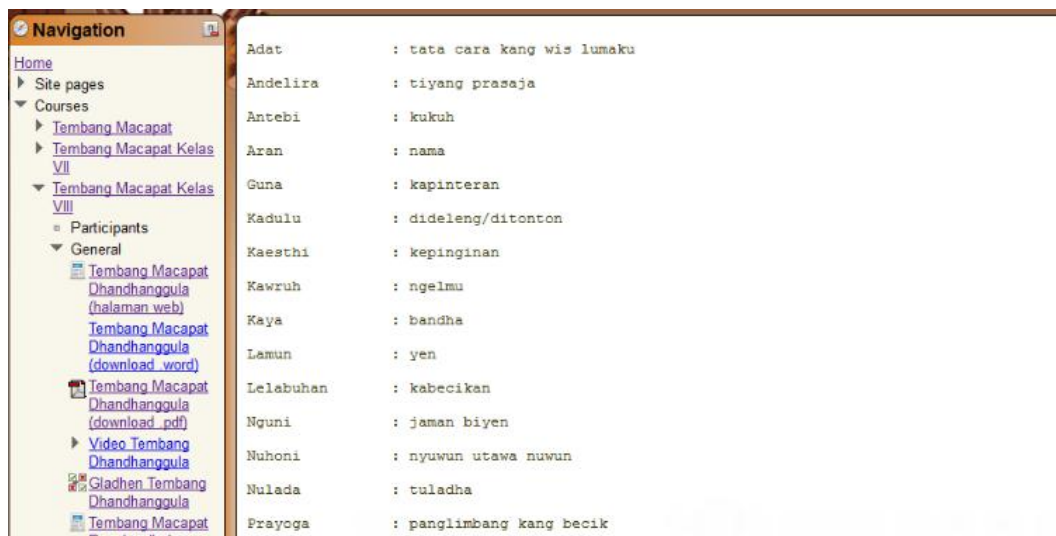 Navigation
Home
Site pages
Courses
Tembang Macapat
Tembang Macapat Kelas
VII
Tembang Macapat Kelas
VIII
Participants
General
Tembang Macapat
Dhandhanggula
(halaman web)
Tembang Macapat
Dhandhanggula
(download .word)
Tembang Macapat
Dhandhanggula
(download .pdf)
Video Tembang
Dhandhanggula
Gladhen Tembang
Dhandhanggula
Tembang Macapat
Adat : tata cara kang wis lumaku
Andelira : tiyang prasaja
Antebi : kukuh
Aran : nama
Guna : kapinteran
Kadulu : dideleng/ditonton
Kaesthi : kepinginan
Kawruh : ngelmu
Kaya : bandha
Lamun : yen
Lelabuhan : kabecikan
Nguni : jaman biyen
Nuhoni : nyuwun utawa nuwun
Nulada : tuladha
Prayoga : panglimbang kang becik